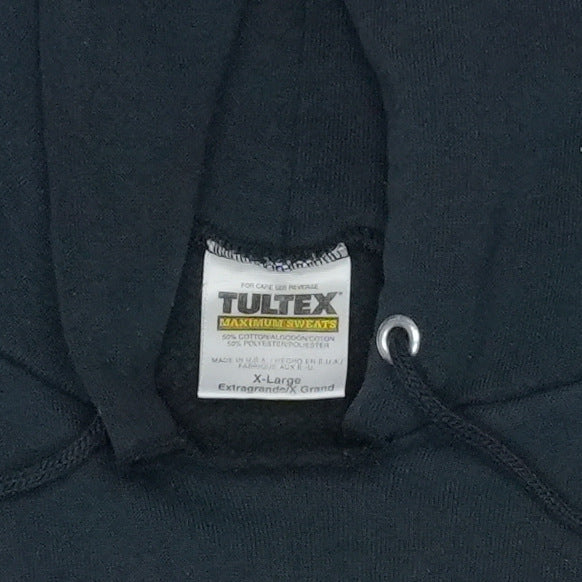 FOR CARE SEE REVERSE
TULTEX
MAXIMUM SWEATS
50% COTTON/ALGODON/COTON
50% POLYESTER/POLIESTER
MADE IN U.S.A. / HECHO EN E.U.A./
FABRIQUE AUX É.-U.
X-Large
Extragrande/X Grand